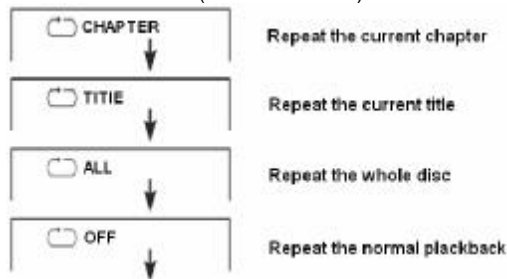 CHAPTER Repeat the current chapter
TITIE Repeat the current title
ALL Repeat the whole disc
OFF Repeat the normal plackback